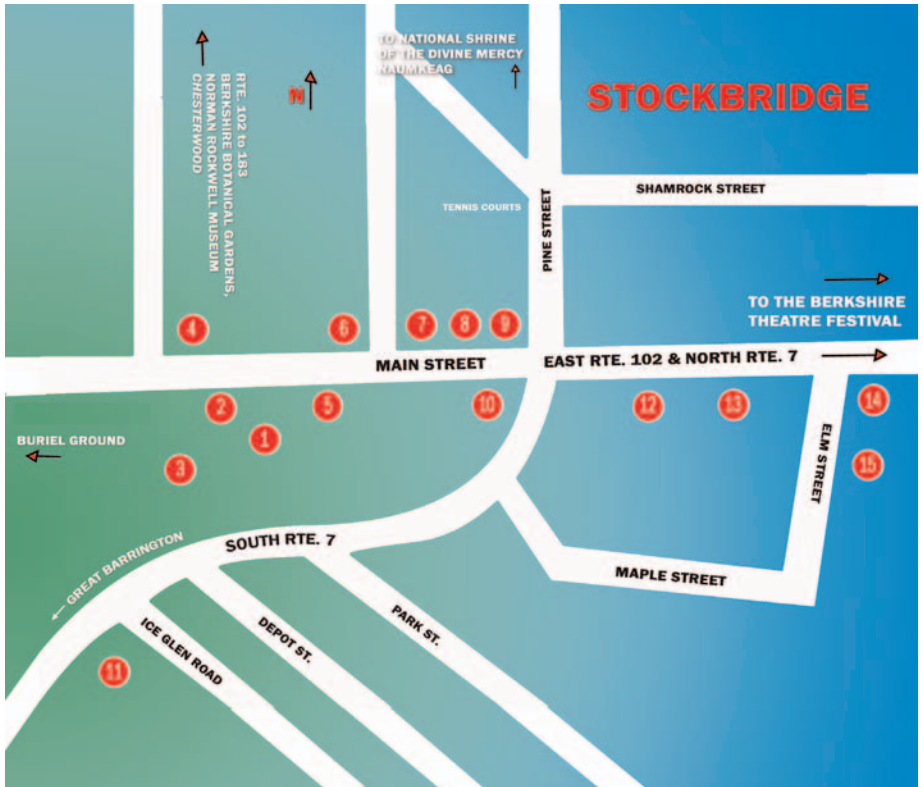 TO NATIONAL SHRINE
OF THE DIVINE MERCY
NAUMKEAG
RTE. 102 to 183
BERKSHIRE BOTANICAL GARDENS,
NORMAN ROCKWELL MUSEUM
CHESTERWOOD
N
STOCKBRIDGE
SHAMROCK STREET
TENNIS COURTS
PINE STREET
TO THE BERKSHIRE
THEATRE FESTIVAL
4
6
7
8
9
MAIN STREET
EAST RTE. 102 & NORTH RTE. 7
2
5
10
12
13
14
1
BURIEL GROUND
3
ELM STREET
15
SOUTH RTE. 7
GREAT BARRINGTON
MAPLE STREET
PARK ST.
DEPOT ST.
ICE GLEN ROAD
11